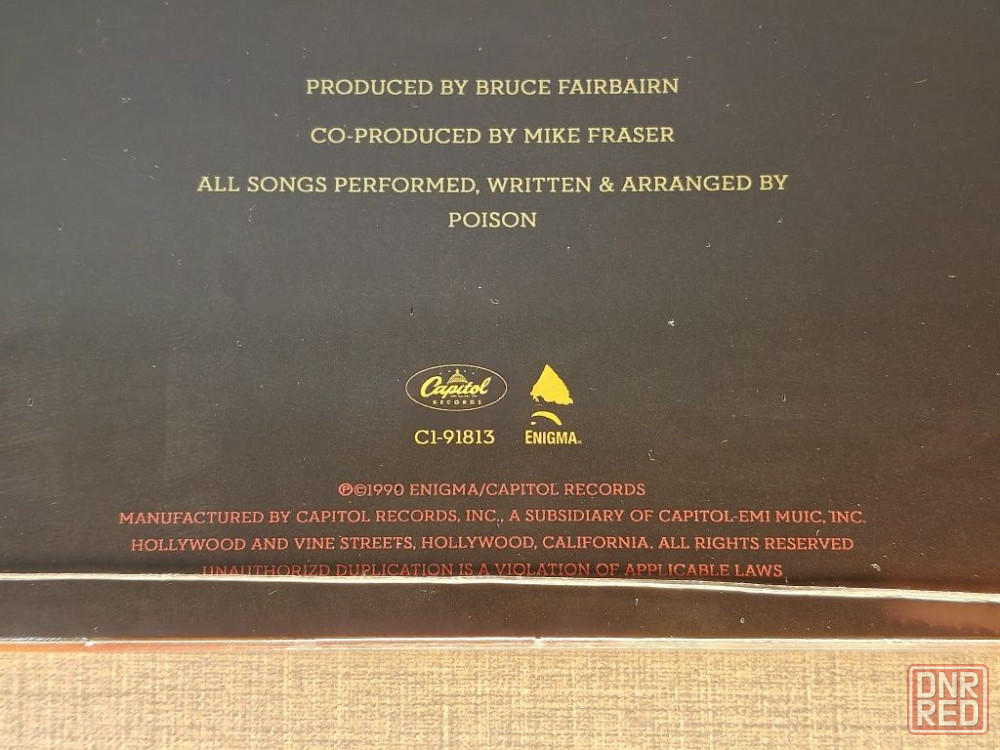 PRODUCED BY BRUCE FAIRBAIRN
CO-PRODUCED BY MIKE FRASER
ALL SONGS PERFORMED, WRITTEN & ARRANGED BY
POISON
Capitol
RECORDS
C1-91813
ENIGMA
℗©1990 ENIGMA/CAPITOL RECORDS
MANUFACTURED BY CAPITOL RECORDS, INC., A SUBSIDIARY OF CAPITOL-EMI MUIC, INC.
HOLLYWOOD AND VINE STREETS, HOLLYWOOD, CALIFORNIA. ALL RIGHTS RESERVED
UNAUTHORIZD DUPLICATION IS A VIOLATION OF APPLICABLE LAWS
DNR
RED